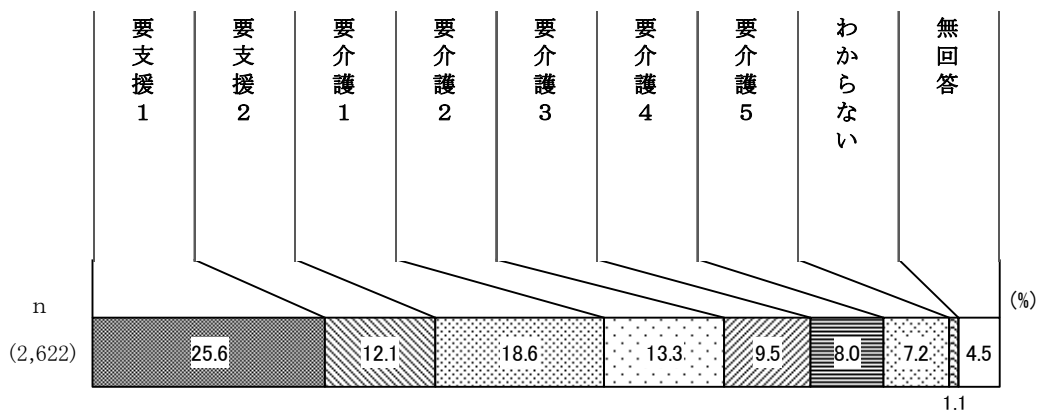 要支援１
要支援２
要介護１
要介護２
要介護３
要介護４
要介護５
わからない
無回答
(%)
n
(2,622)
25.6
12.1
18.6
13.3
9.5
8.0
7.2
1.1
4.5